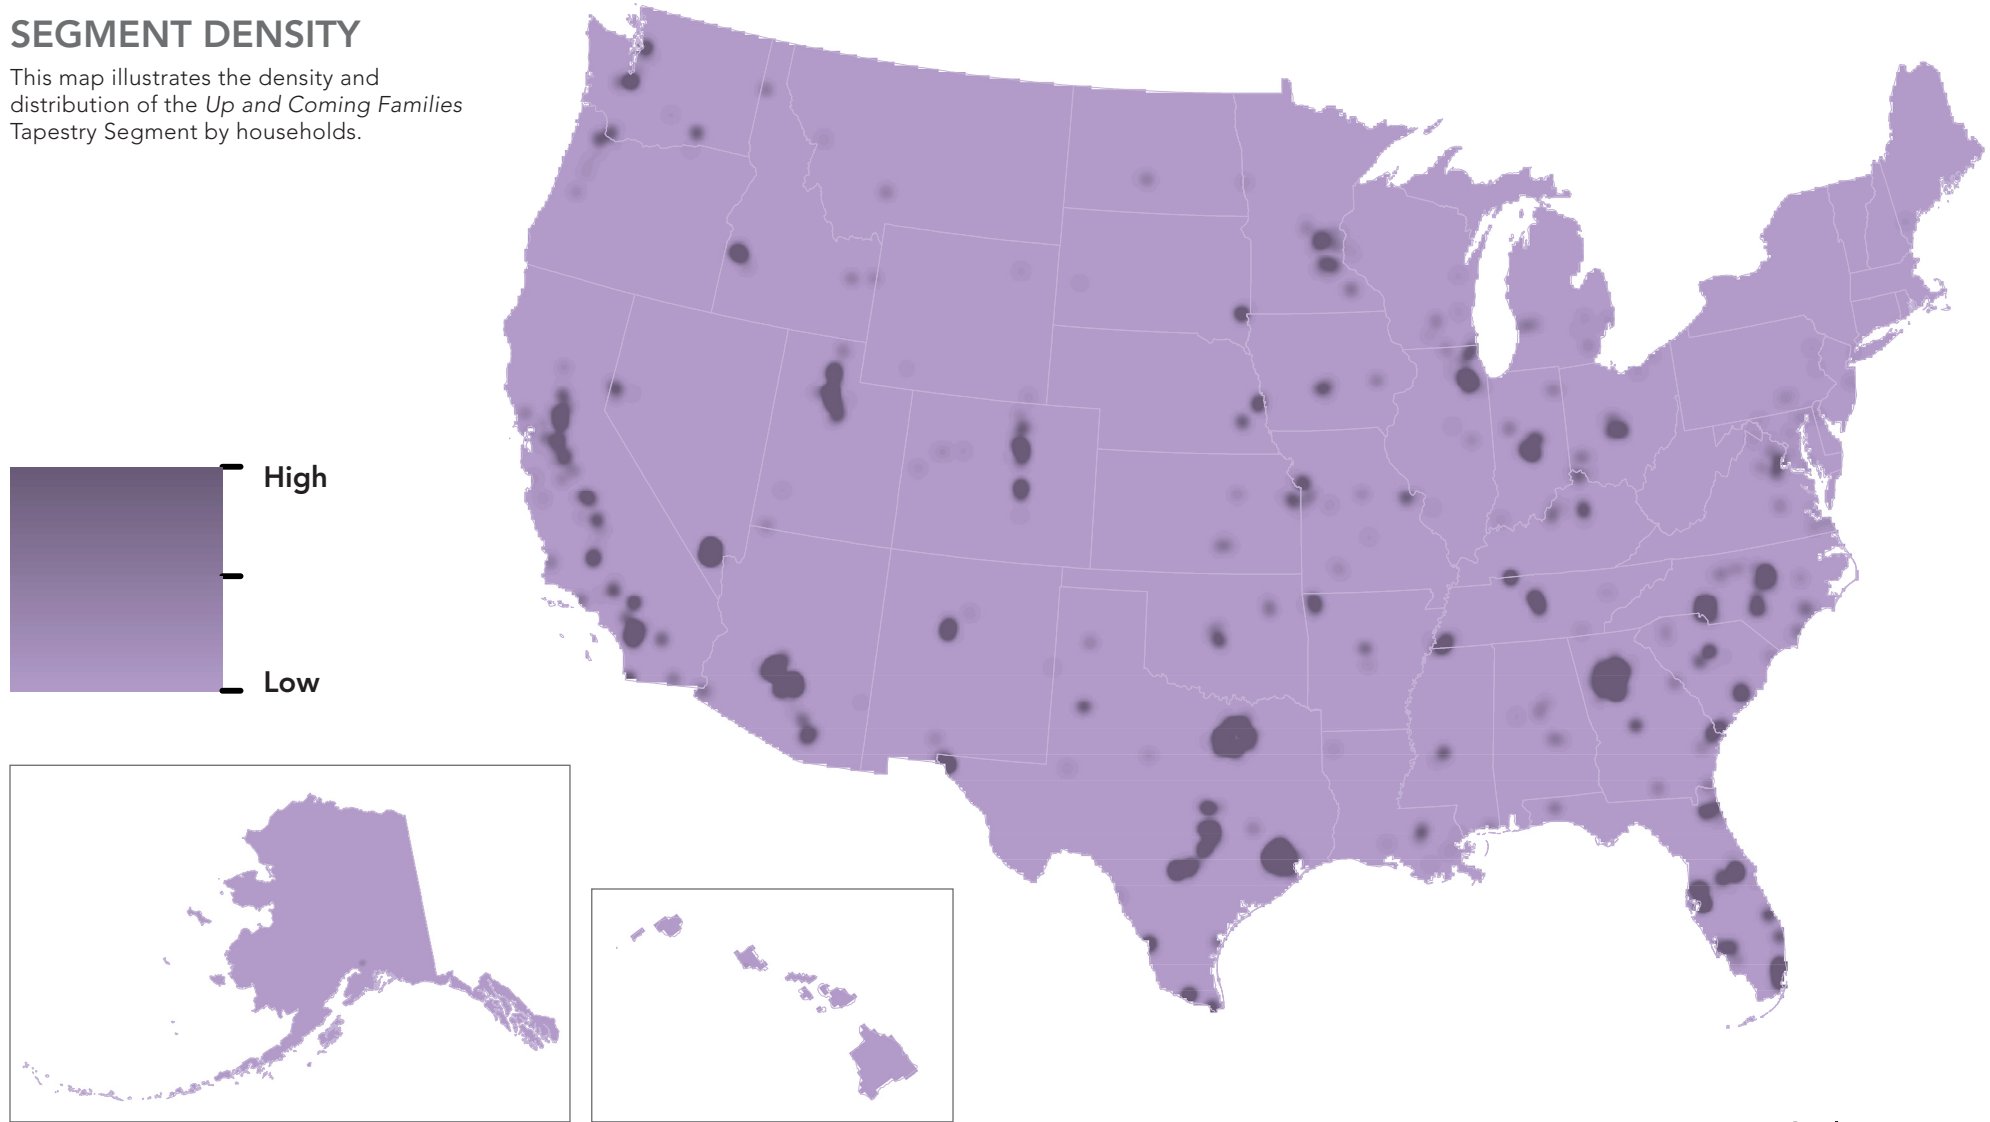 SEGMENT DENSITY
This map illustrates the density and
distribution of the Up and Coming Families
Tapestry Segment by households.
High
Low